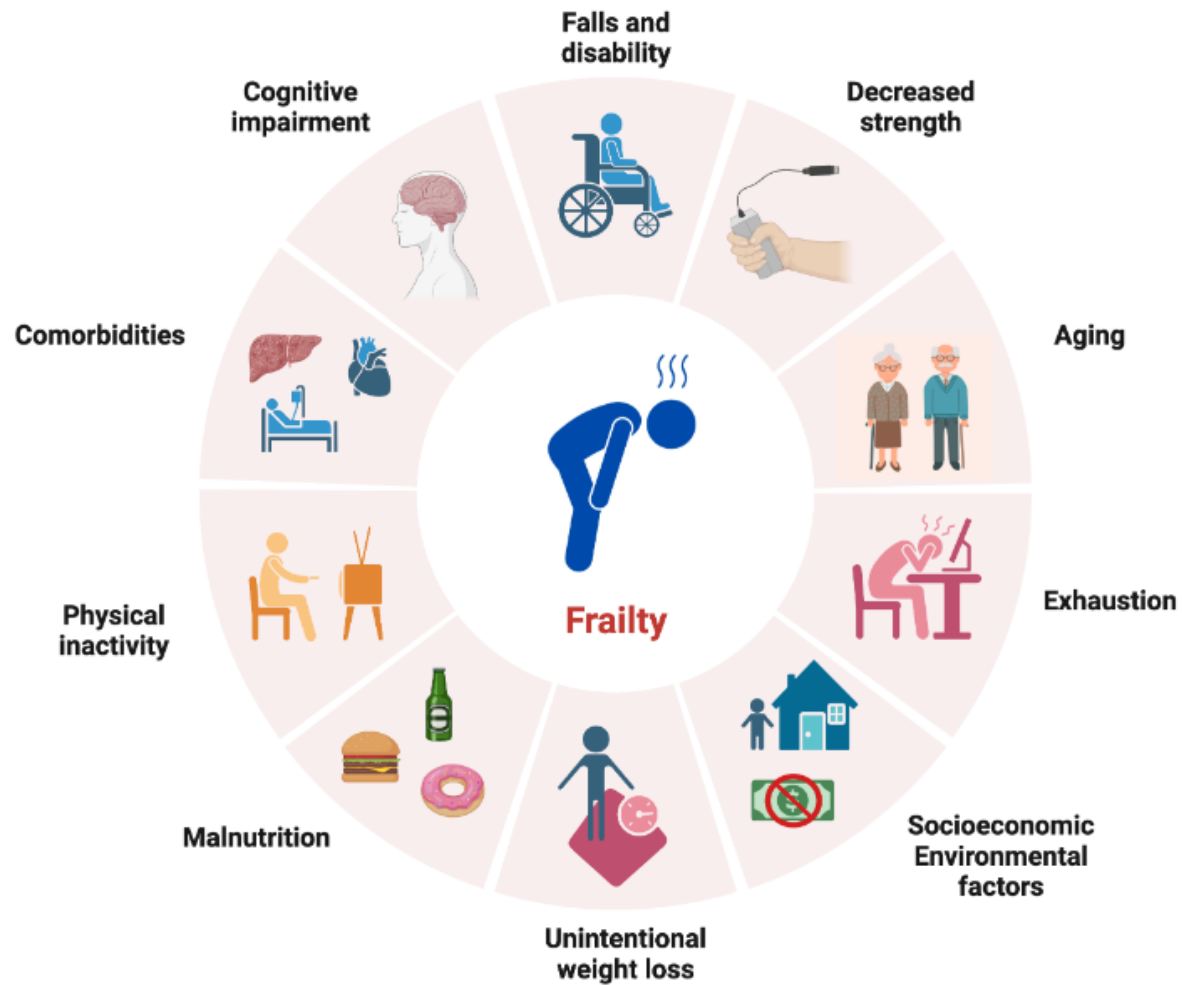 Falls and
disability
Cognitive
impairment
Decreased
strength
Comorbidities
Aging
Physical
inactivity
Exhaustion
Frailty
Malnutrition
Socioeconomic
Environmental
factors
Unintentional
weight loss